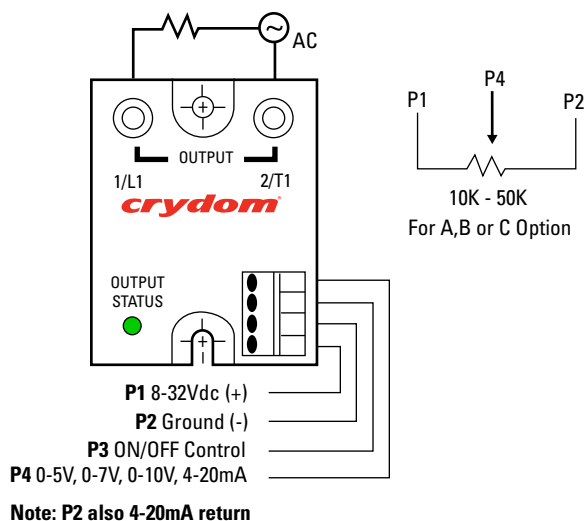 AC
OUTPUT
1/L1 2/T1
crydom
OUTPUT
STATUS
P1 8-32Vdc (+)
P2 Ground (-)
P3 ON/OFF Control
P4 0-5V, 0-7V, 0-10V, 4-20mA
Note: P2 also 4-20mA return
P4
P1 P2
10K - 50K
For A,B or C Option